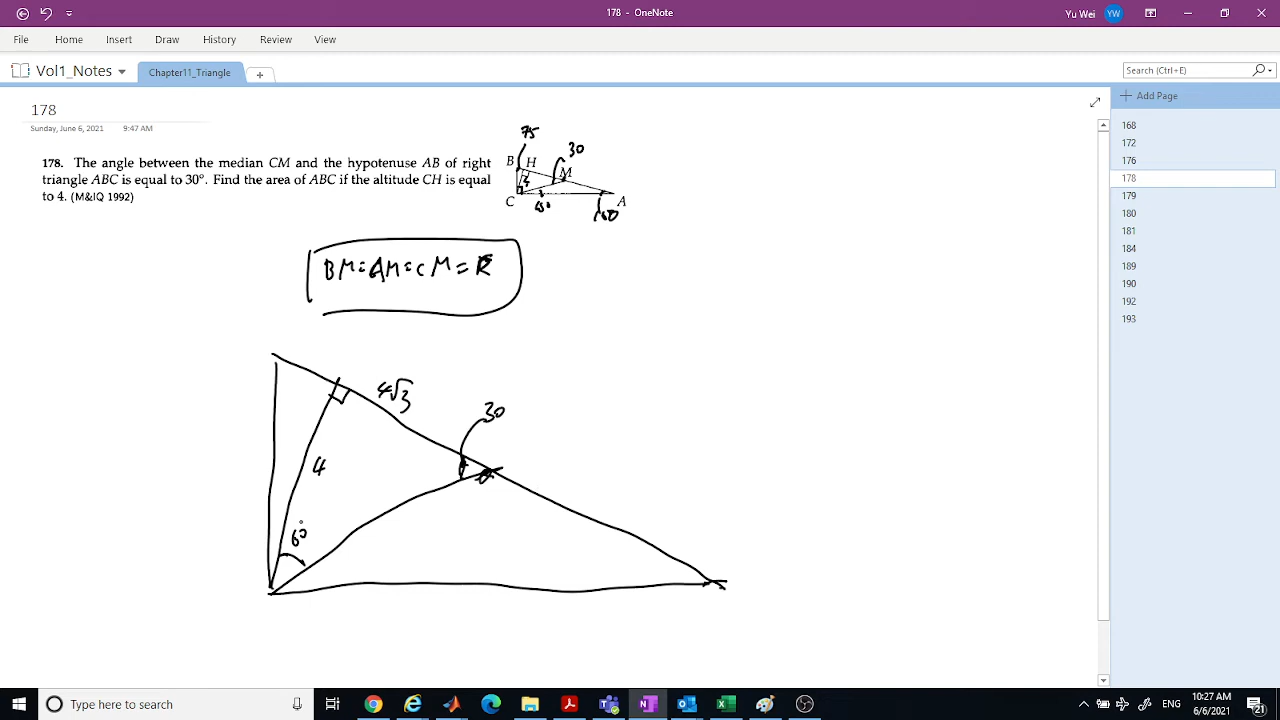 178 - OneNote
Yu Wei YW
File Home Insert Draw History Review View
Vol1_Notes Chapter11_Triangle
Search (Ctrl+E)
Add Page
178
Sunday, June 6, 2021 9:47 AM
178. The angle between the median CM and the hypotenuse AB of right
triangle ABC is equal to 30°. Find the area of ABC if the altitude CH is equal
to 4. (M&IQ 1992)
75
30
B H
M
4
C
A
BM=AM=CM=R
4√3
30
4
60°
168
172
176
178
179
180
181
184
189
190
192
193
Type here to search
ENG
10:27 AM
6/6/2021
21